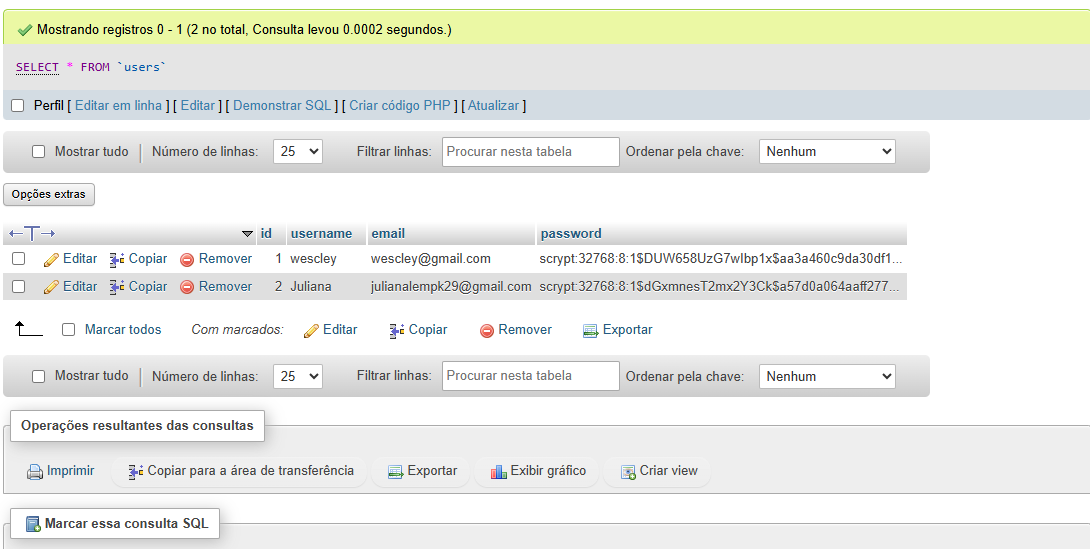 Mostrando registros 0 - 1 (2 no total, Consulta levou 0.0002 segundos.)
SELECT * FROM `users`
Perfil [ Editar em linha ] [ Editar ] [ Demonstrar SQL ] [ Criar código PHP ] [ Atualizar ]
Mostrar tudo Número de linhas: 25 Filtrar linhas: Procurar nesta tabela Ordenar pela chave: Nenhum
Opções extras
←T→ id username email password
Editar Copiar Remover 1 wescley wescley@gmail.com scrypt:32768:8:1$DUW658UzG7wIbp1x$aa3a460c9da30df1...
Editar Copiar Remover 2 Juliana julianalempk29@gmail.com scrypt:32768:8:1$dGxmnesT2mx2Y3Ck$a57d0a064aaff277...
Marcar todos Com marcados: Editar Copiar Remover Exportar
Mostrar tudo Número de linhas: 25 Filtrar linhas: Procurar nesta tabela Ordenar pela chave: Nenhum
Operações resultantes das consultas
Imprimir Copiar para a área de transferência Exportar Exibir gráfico Criar view
Marcar essa consulta SQL